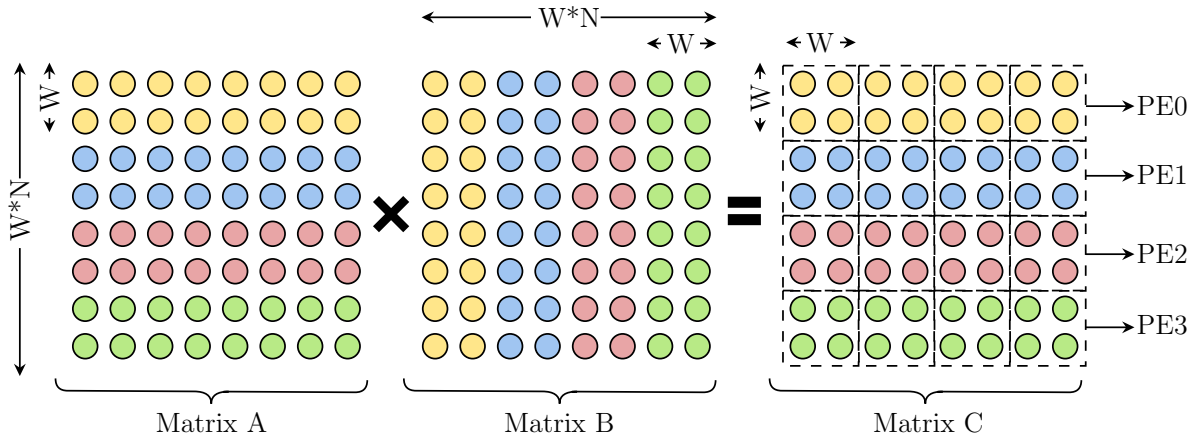 W*N
W
W
PE0
W
W
W*N
PE1
PE2
PE3
Matrix A
Matrix B
Matrix C